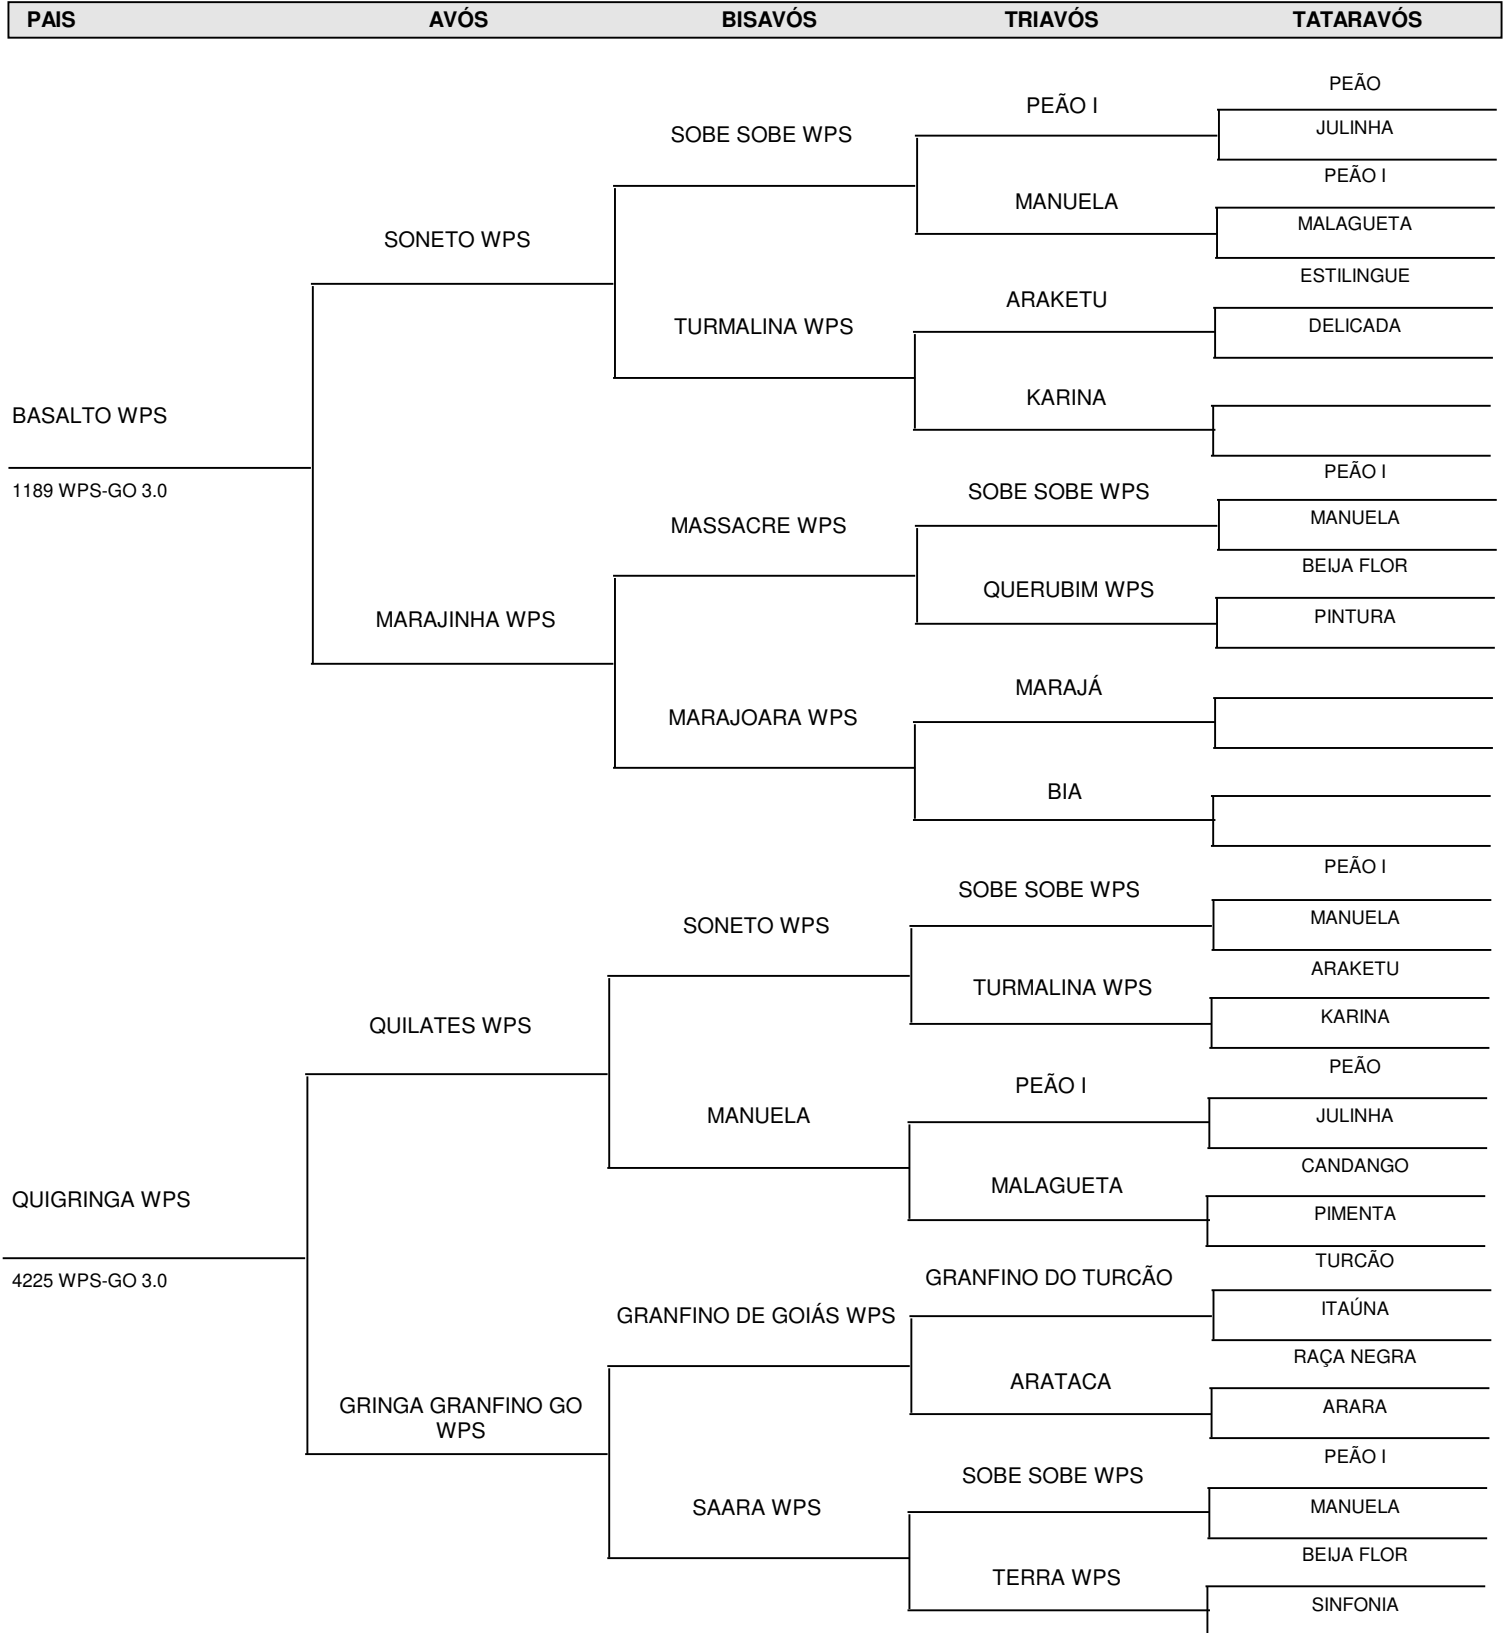 PAIS AVÓS BISAVÓS TRIAVÓS TATARAVÓS
PEÃO
PEÃO I
JULINHA
SOBE SOBE WPS
PEÃO I
MANUELA
MALAGUETA
SONETO WPS
ESTILINGUE
ARAKETU
DELICADA
TURMALINA WPS
KARINA
BASALTO WPS
PEÃO I
1189 WPS-GO 3.0
SOBE SOBE WPS
MANUELA
MASSACRE WPS
BEIJA FLOR
QUERUBIM WPS
PINTURA
MARAJINHA WPS
MARAJÁ
MARAJOARA WPS
BIA
PEÃO I
SOBE SOBE WPS
MANUELA
SONETO WPS
ARAKETU
TURMALINA WPS
KARINA
QUILATES WPS
PEÃO
PEÃO I
JULINHA
MANUELA
CANDANGO
MALAGUETA
PIMENTA
QUIGRINGA WPS
TURCÃO
4225 WPS-GO 3.0
GRANFINO DO TURCÃO
ITAÚNA
GRANFINO DE GOIÁS WPS
RAÇA NEGRA
ARATACA
ARARA
GRINGA GRANFINO GO
WPS
PEÃO I
SOBE SOBE WPS
MANUELA
SAARA WPS
BEIJA FLOR
TERRA WPS
SINFONIA